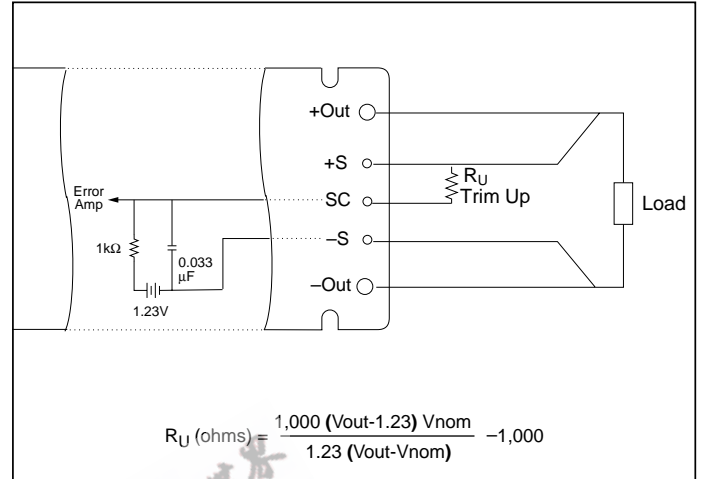 +Out
+S
RU
Trim Up
SC
Error
Amp
Load
–S
1kΩ
0.033
µF
–Out
1.23V
RU (ohms) = 1,000 (Vout-1.23) Vnom –1,000
1.23 (Vout-Vnom)